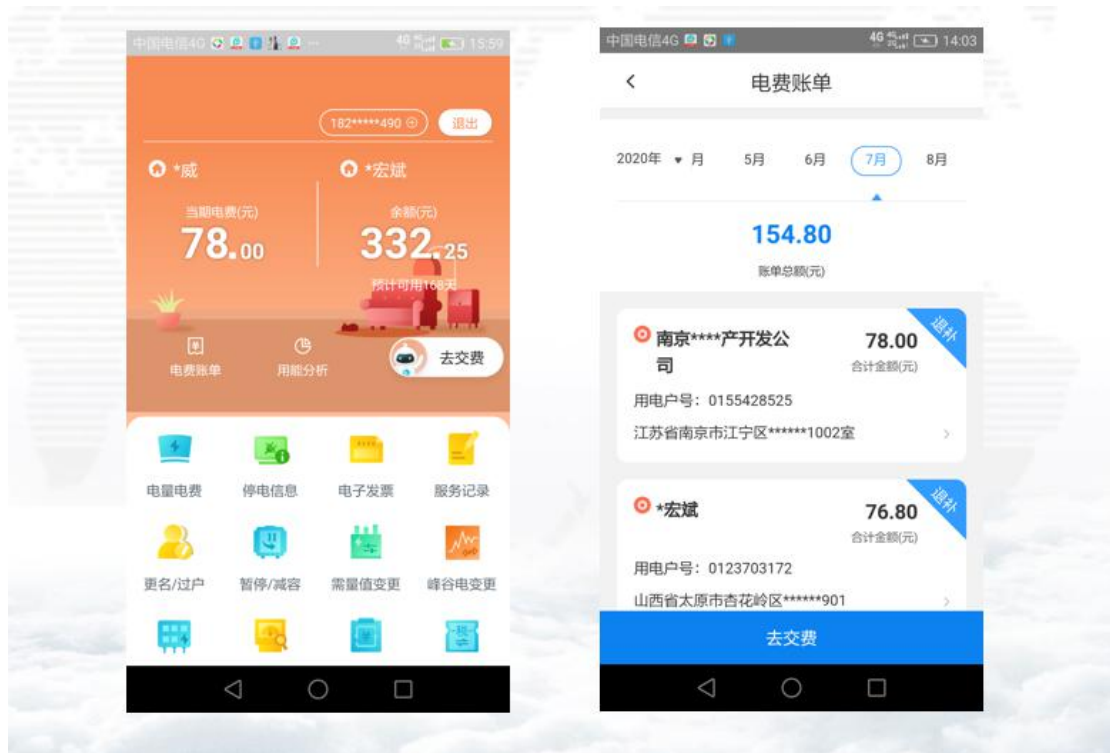 中国电信4G
4G 15:59
182*****490
退出
*威
*宏斌
当期电费(元)
余额(元)
78.00
332.25
预计可用168天
电费账单
用能分析
去交费
电量电费
停电信息
电子发票
服务记录
更名/过户
暂停/减容
需量值变更
峰谷电变更
中国电信4G
4G 14:03
电费账单
2020年 ▼ 月 5月 6月 7月 8月
154.80
账单总额(元)
南京****产开发公
司
78.00
合计金额(元)
退补
用电户号：0155428525
江苏省南京市江宁区******1002室
*宏斌
76.80
合计金额(元)
退补
用电户号：0123703172
山西省太原市杏花岭区******901
去交费